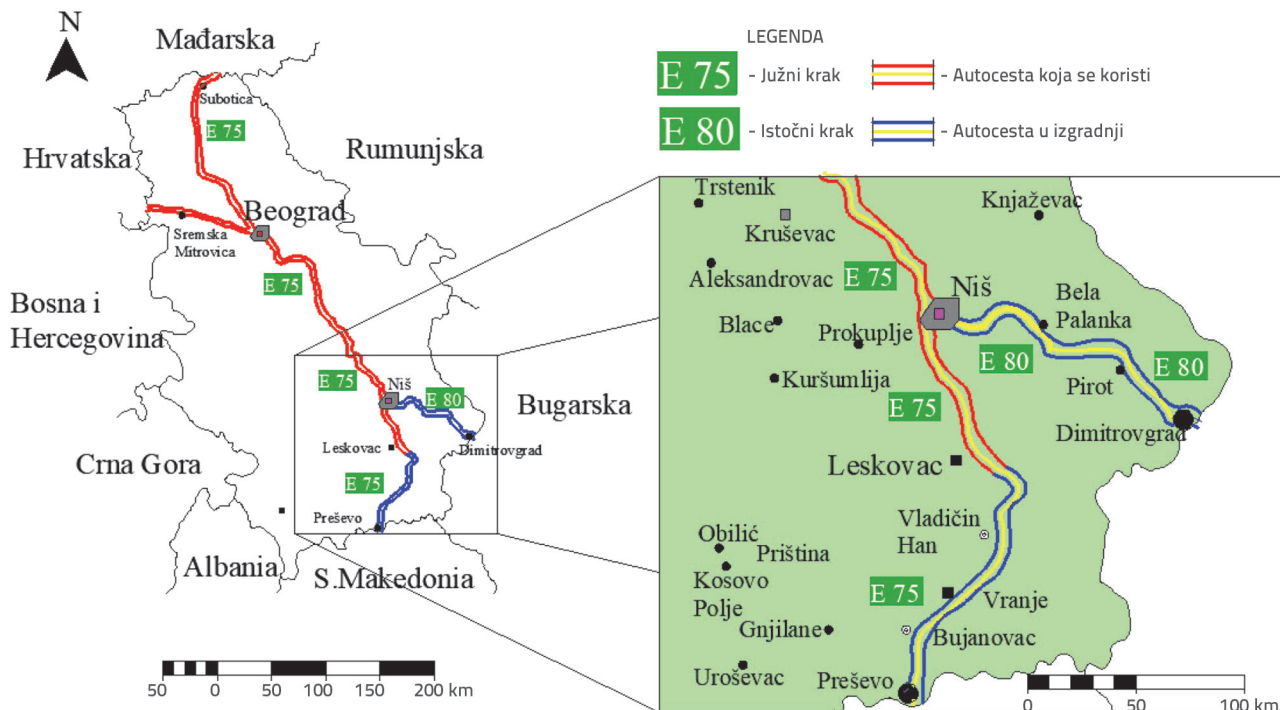 N
Mađarska
Subotica
E 75
Hrvatska
Rumunjska
Beograd
Sremska
Mitrovica
E 75
Bosna i
Hercegovina
E 75
Niš
E 80
Bugarska
Leskovac
Dimitrovgrad
Crna Gora
E 75
Preševo
Albania
S.Makedonia
50 0 50 100 150 200 km
LEGENDA
E 75 - Južni krak
- Autocesta koja se koristi
E 80 - Istočni krak
- Autocesta u izgradnji
Trstenik
Knjaževac
Kruševac
Aleksandrovac
E 75
Niš
Bela
Palanka
Blace
Prokuplje
E 80
E 80
Kuršumlija
Pirot
E 75
Dimitrovgrad
Leskovac
Vladičin
Han
Obilić
Priština
Kosovo
Polje
E 75
Vranje
Gnjilane
Bujanovac
Uroševac
Preševo
0 50 100 km